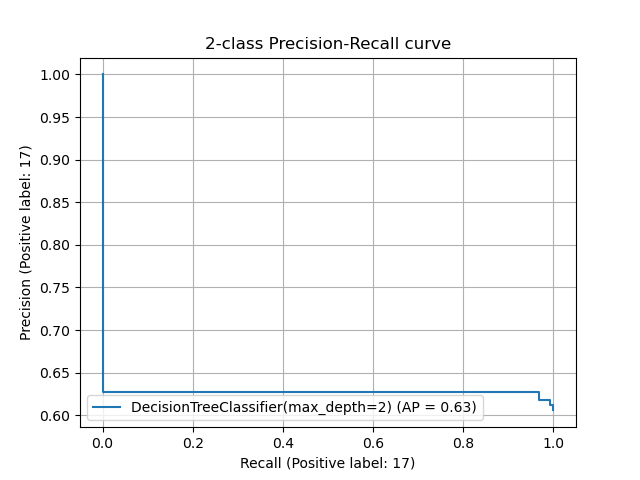 2-class Precision-Recall curve
1.00
0.95
0.90
0.85
0.80
0.75
0.70
0.65
0.60
Precision (Positive label: 17)
DecisionTreeClassifier(max_depth=2) (AP = 0.63)
0.0 0.2 0.4 0.6 0.8 1.0
Recall (Positive label: 17)